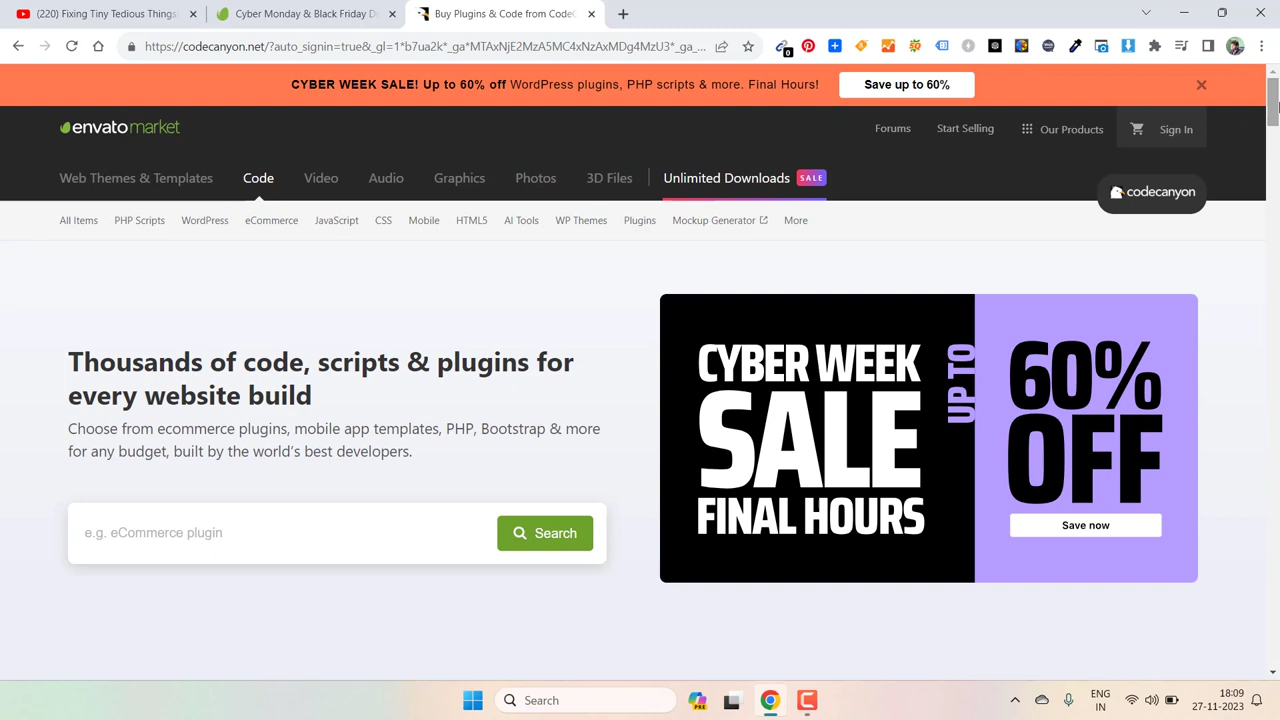 (220) Fixing Tiny Tedious Things
Cyber Monday & Black Friday D
Buy Plugins & Code from CodeC
https://codecanyon.net/?auto_signin=true&_gl=1*b7ua2k*_ga*MTAxNjE2MzA5MC4xNzAxMDg4MzU3*_ga_...
0
CYBER WEEK SALE! Up to 60% off WordPress plugins, PHP scripts & more. Final Hours!
Save up to 60%
envatomarket
Forums
Start Selling
Our Products
Sign In
Web Themes & Templates
Code
Video
Audio
Graphics
Photos
3D Files
Unlimited Downloads
SALE
codecanyon
All Items
PHP Scripts
WordPress
eCommerce
JavaScript
CSS
Mobile
HTML5
AI Tools
WP Themes
Plugins
Mockup Generator
More
Thousands of code, scripts & plugins for
every website build
Choose from ecommerce plugins, mobile app templates, PHP, Bootstrap & more
for any budget, built by the world's best developers.
e.g. eCommerce plugin
Search
CYBER WEEK
SALE
FINAL HOURS
UP TO
60%
OFF
Save now
Search
PRE
ENG
IN
18:09
27-11-2023